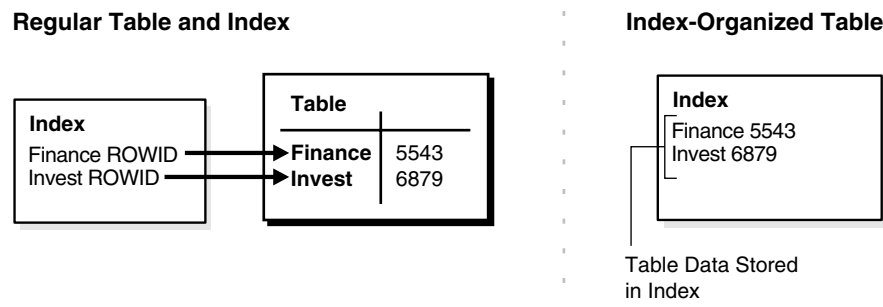 Regular Table and Index
Index
Finance ROWID
Invest ROWID
Table
Finance 5543
Invest 6879
Index-Organized Table
Index
Finance 5543
Invest 6879
Table Data Stored
in Index